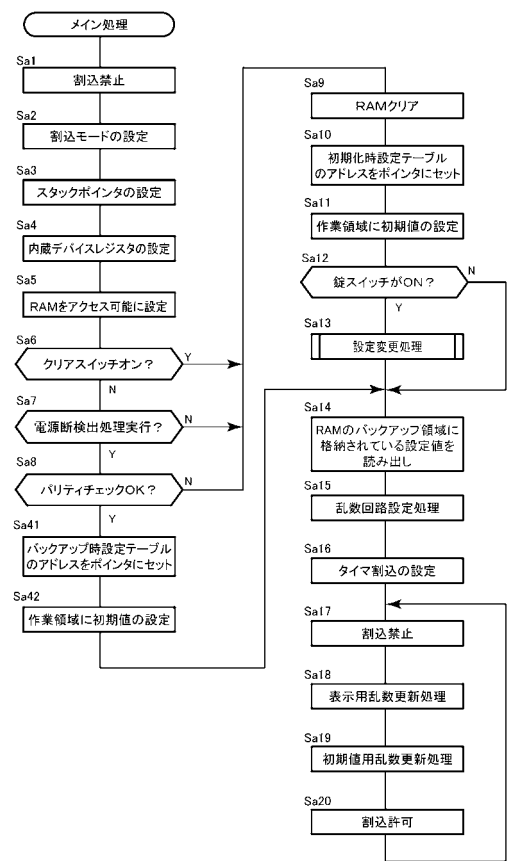 メイン処理
Sa1
割込禁止
Sa2
割込モードの設定
Sa3
スタックポインタの設定
Sa4
内蔵デバイスレジスタの設定
Sa5
RAMをアクセス可能に設定
Sa6
クリアスイッチオン？
Y
N
Sa7
電源断検出処理実行？
N
Y
Sa8
パリティチェックOK？
N
Y
Sa41
バックアップ時設定テーブル
のアドレスをポインタにセット
Sa42
作業領域に初期値の設定
Sa9
RAMクリア
Sa10
初期化時設定テーブル
のアドレスをポインタにセット
Sa11
作業領域に初期値の設定
Sa12
錠スイッチがON？
N
Y
Sa13
設定変更処理
Sa14
RAMのバックアップ領域に
格納されている設定値を
読み出し
Sa15
乱数回路設定処理
Sa16
タイマ割込の設定
Sa17
割込禁止
Sa18
表示用乱数更新処理
Sa19
初期値用乱数更新処理
Sa20
割込許可